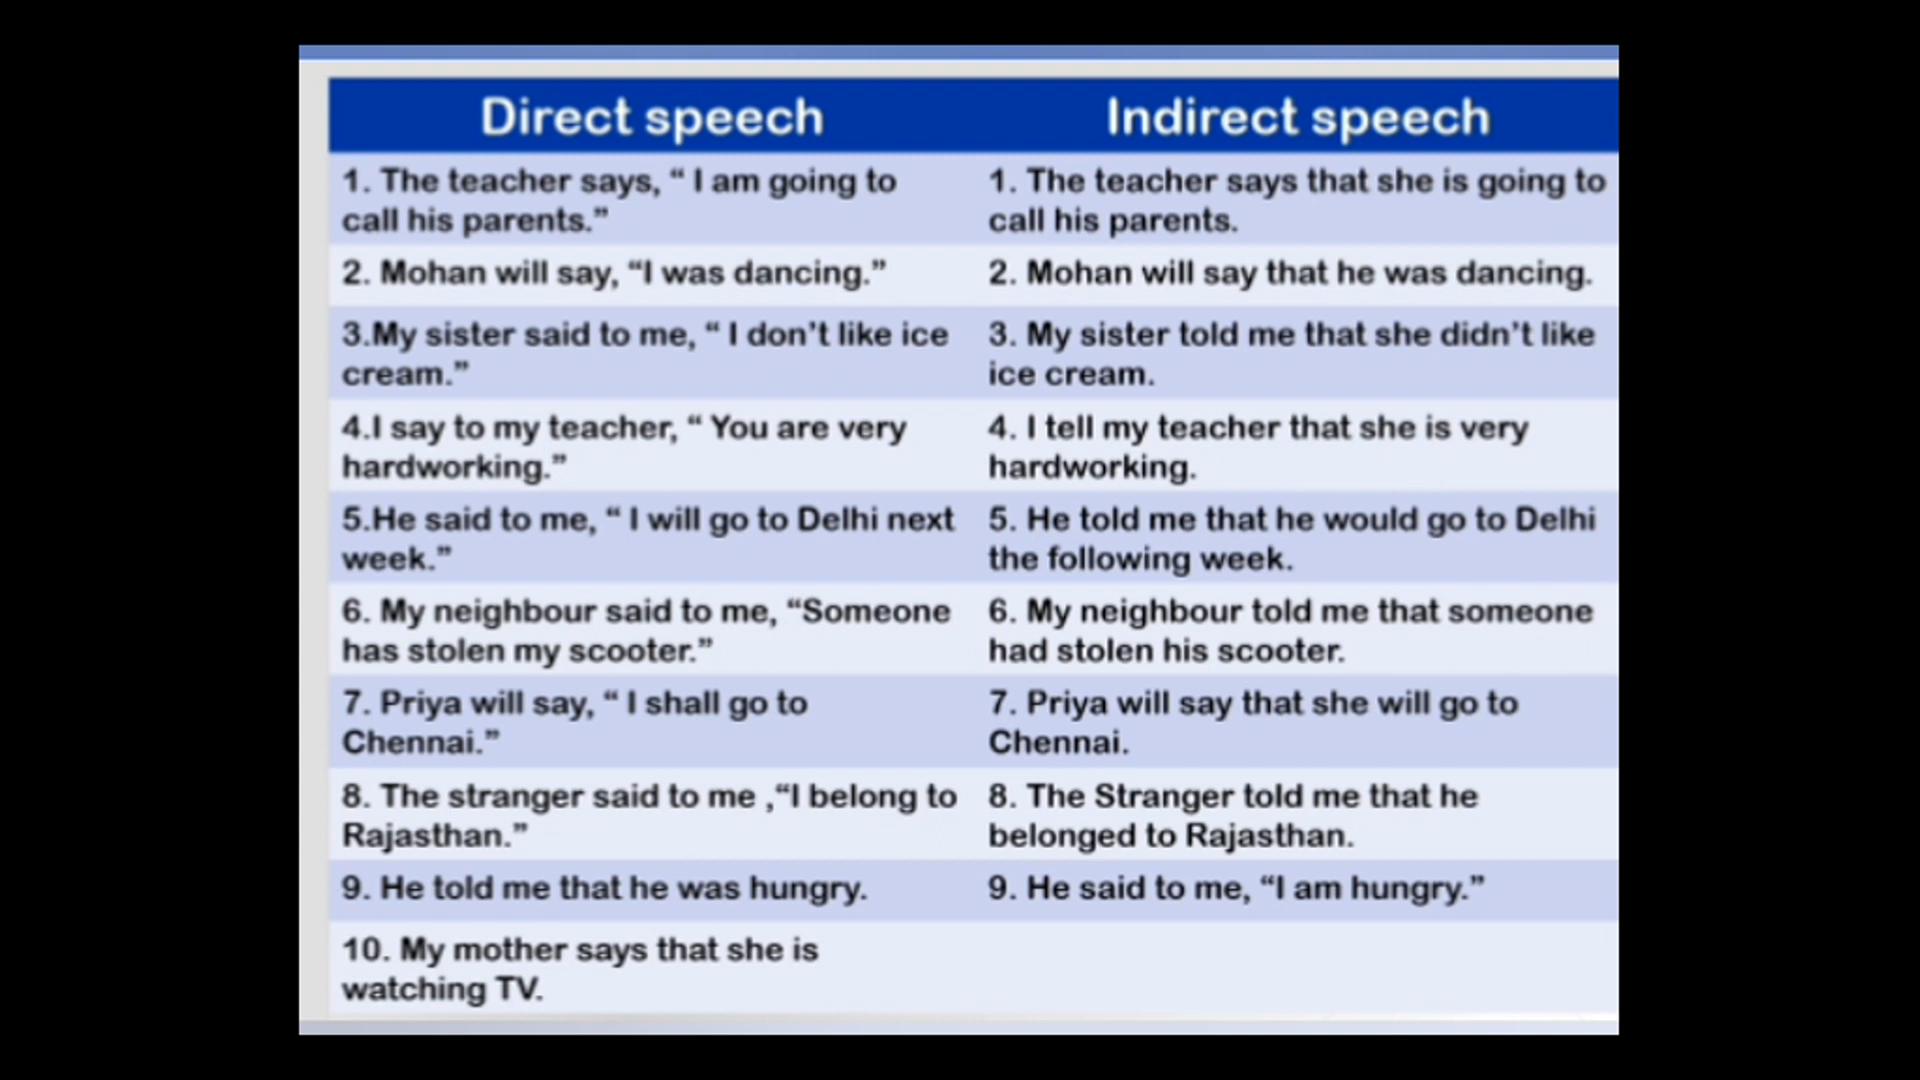 Direct speech
Indirect speech
1. The teacher says, “ I am going to
call his parents.”
1. The teacher says that she is going to
call his parents.
2. Mohan will say, “I was dancing.”
2. Mohan will say that he was dancing.
3.My sister said to me, “ I don’t like ice
cream.”
3. My sister told me that she didn’t like
ice cream.
4.I say to my teacher, “ You are very
hardworking.”
4. I tell my teacher that she is very
hardworking.
5.He said to me, “ I will go to Delhi next
week.”
5. He told me that he would go to Delhi
the following week.
6. My neighbour said to me, “Someone
has stolen my scooter.”
6. My neighbour told me that someone
had stolen his scooter.
7. Priya will say, “ I shall go to
Chennai.”
7. Priya will say that she will go to
Chennai.
8. The stranger said to me ,“I belong to
Rajasthan.”
8. The Stranger told me that he
belonged to Rajasthan.
9. He told me that he was hungry.
9. He said to me, “I am hungry.”
10. My mother says that she is
watching TV.